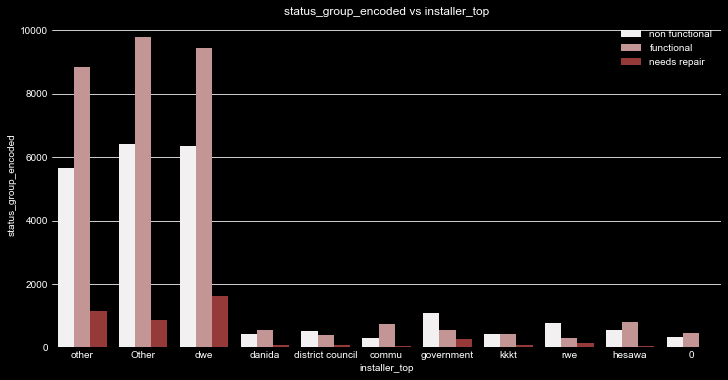 status_group_encoded vs installer_top
non functional
functional
needs repair
status_group_encoded
10000
8000
6000
4000
2000
0
other Other dwe danida district council commu government kkkt rwe hesawa 0
installer_top